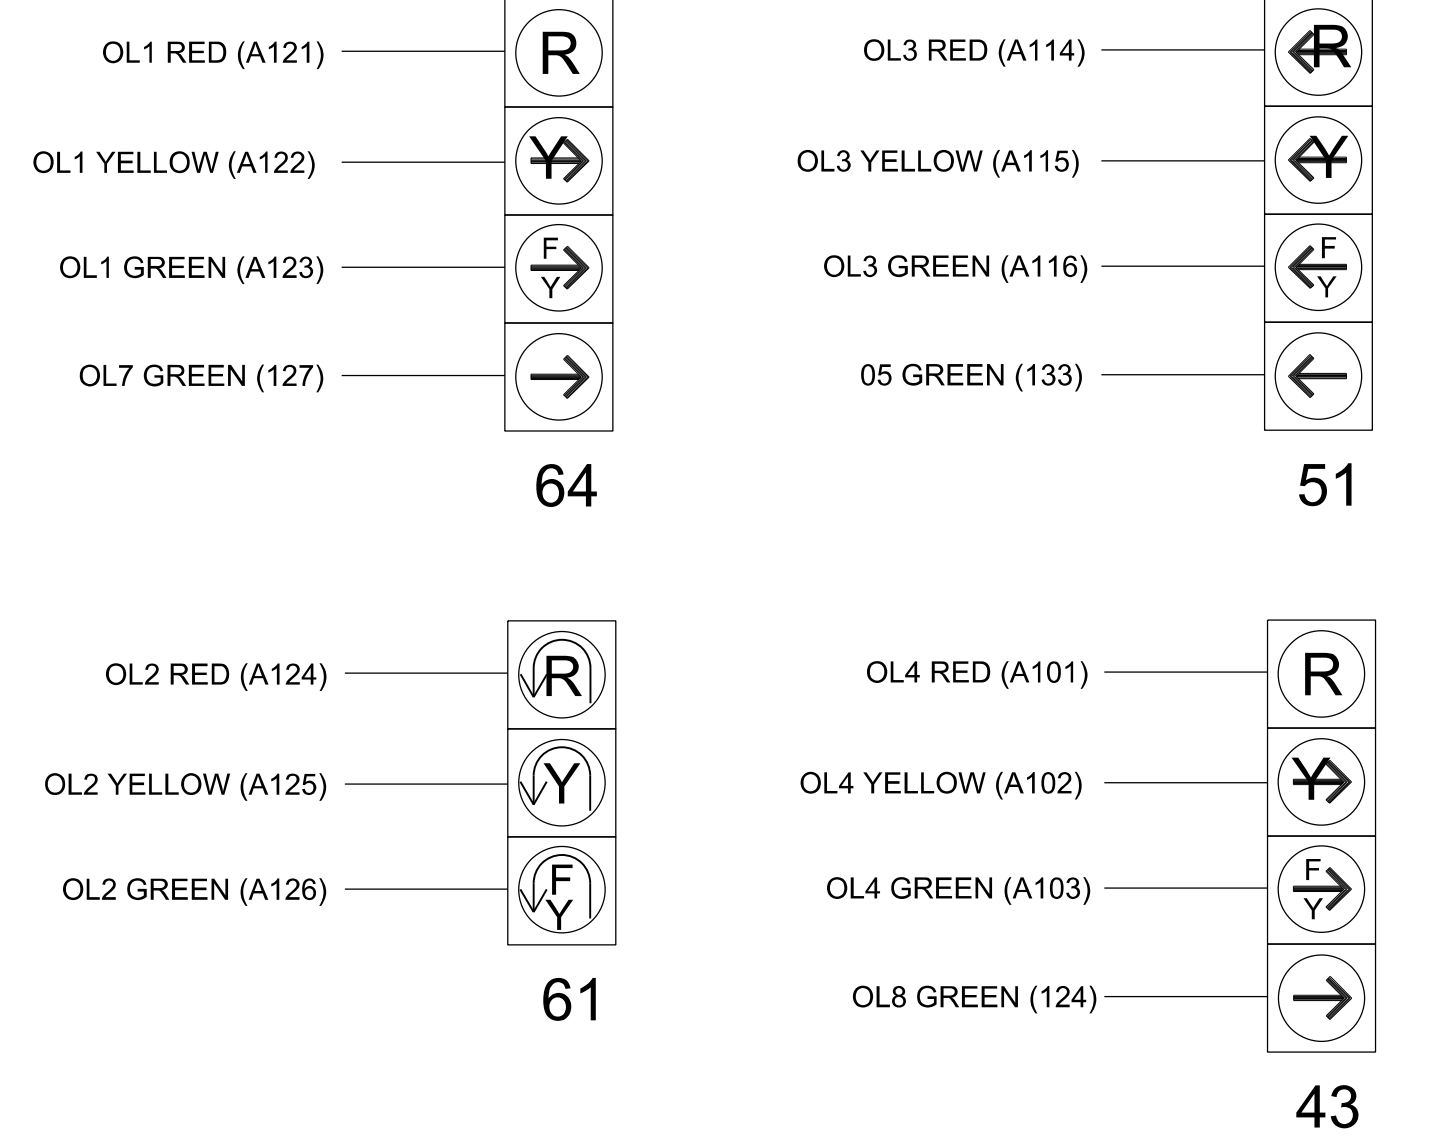 OL1 RED (A121)
R
OL1 YELLOW (A122)
Y
OL1 GREEN (A123)
F
Y
OL7 GREEN (127)
64
OL3 RED (A114)
R
OL3 YELLOW (A115)
Y
OL3 GREEN (A116)
F
Y
05 GREEN (133)
51
OL2 RED (A124)
R
OL2 YELLOW (A125)
Y
OL2 GREEN (A126)
F
Y
61
OL4 RED (A101)
R
OL4 YELLOW (A102)
Y
OL4 GREEN (A103)
F
Y
OL8 GREEN (124)
43